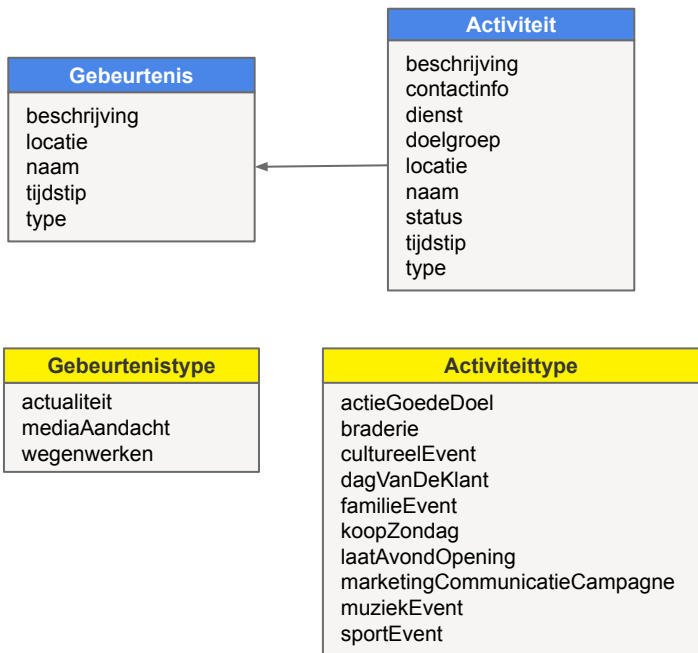 Gebeurtenis
beschrijving
locatie
naam
tijdstip
type
Activiteit
beschrijving
contactinfo
dienst
doelgroep
locatie
naam
status
tijdstip
type
Gebeurtenistype
actualiteit
mediaAandacht
wegenwerken
Activiteittype
actieGoedeDoel
braderie
cultureelEvent
dagVanDeKlant
familieEvent
koopZondag
laatAvondOpening
marketingCommunicatieCampagne
muziekEvent
sportEvent